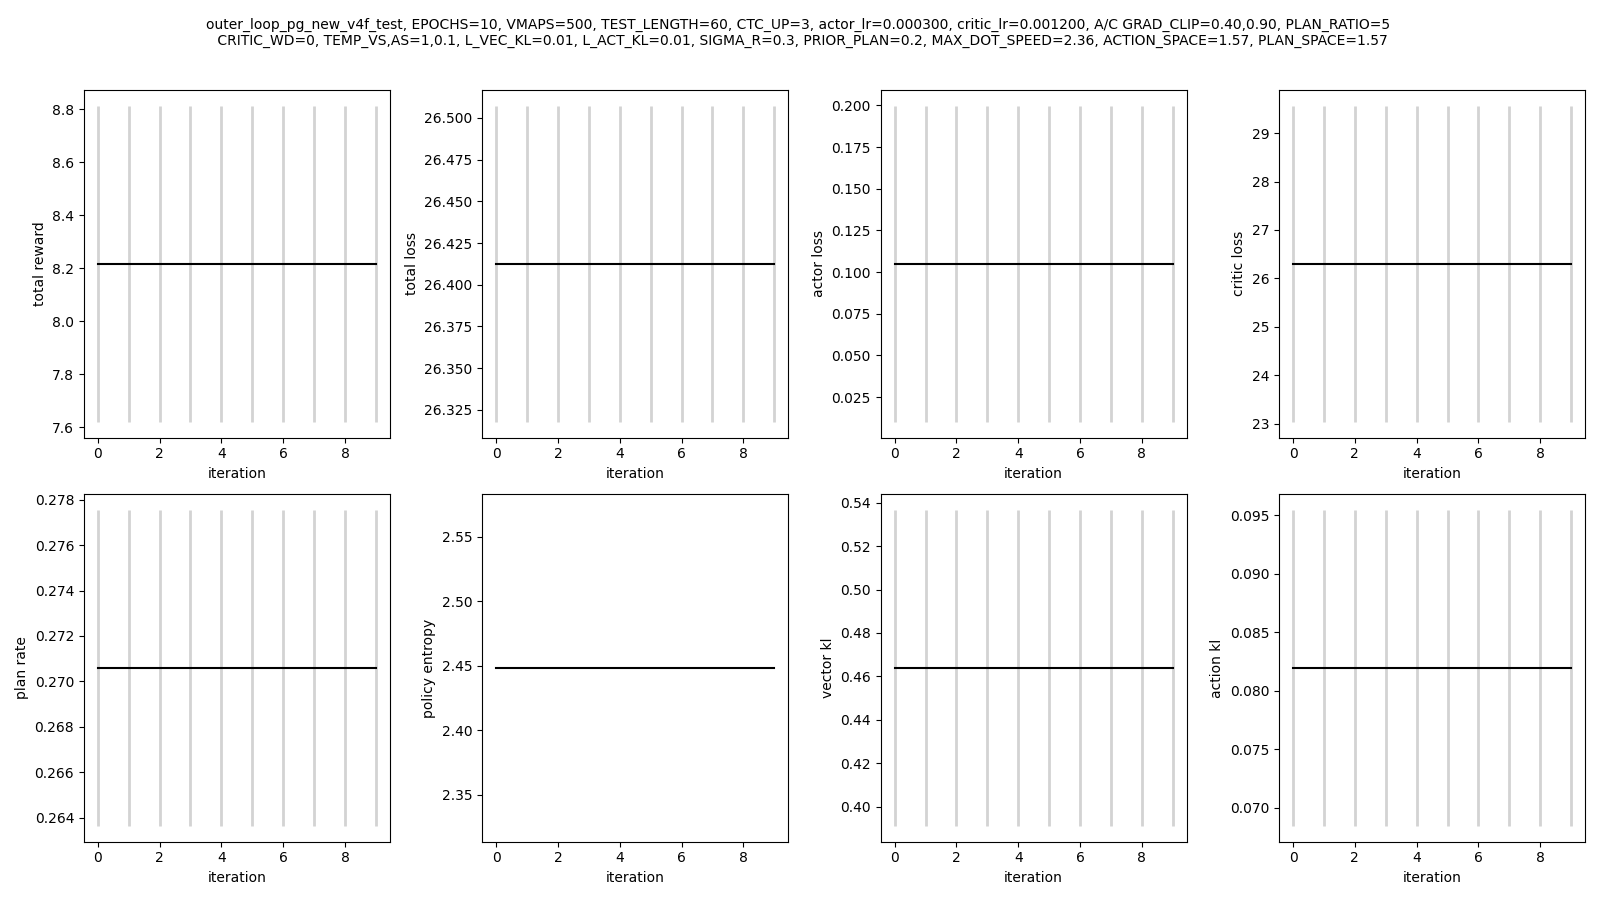 outer_loop_pg_new_v4f_test, EPOCHS=10, VMAPS=500, TEST_LENGTH=60, CTC_UP=3, actor_lr=0.000300, critic_lr=0.001200, A/C GRAD_CLIP=0.40,0.90, PLAN_RATIO=5
CRITIC_WD=0, TEMP_VS,AS=1,0.1, L_VEC_KL=0.01, L_ACT_KL=0.01, SIGMA_R=0.3, PRIOR_PLAN=0.2, MAX_DOT_SPEED=2.36, ACTION_SPACE=1.57, PLAN_SPACE=1.57
total reward
8.8
8.6
8.4
8.2
8.0
7.8
7.6
0 2 4 6 8
iteration
total loss
26.500
26.475
26.450
26.425
26.400
26.375
26.350
26.325
0 2 4 6 8
iteration
actor loss
0.200
0.175
0.150
0.125
0.100
0.075
0.050
0.025
0 2 4 6 8
iteration
critic loss
29
28
27
26
25
24
23
0 2 4 6 8
iteration
plan rate
0.278
0.276
0.274
0.272
0.270
0.268
0.266
0.264
0 2 4 6 8
iteration
policy entropy
2.55
2.50
2.45
2.40
2.35
0 2 4 6 8
iteration
vector kl
0.54
0.52
0.50
0.48
0.46
0.44
0.42
0.40
0 2 4 6 8
iteration
action kl
0.095
0.090
0.085
0.080
0.075
0.070
0 2 4 6 8
iteration